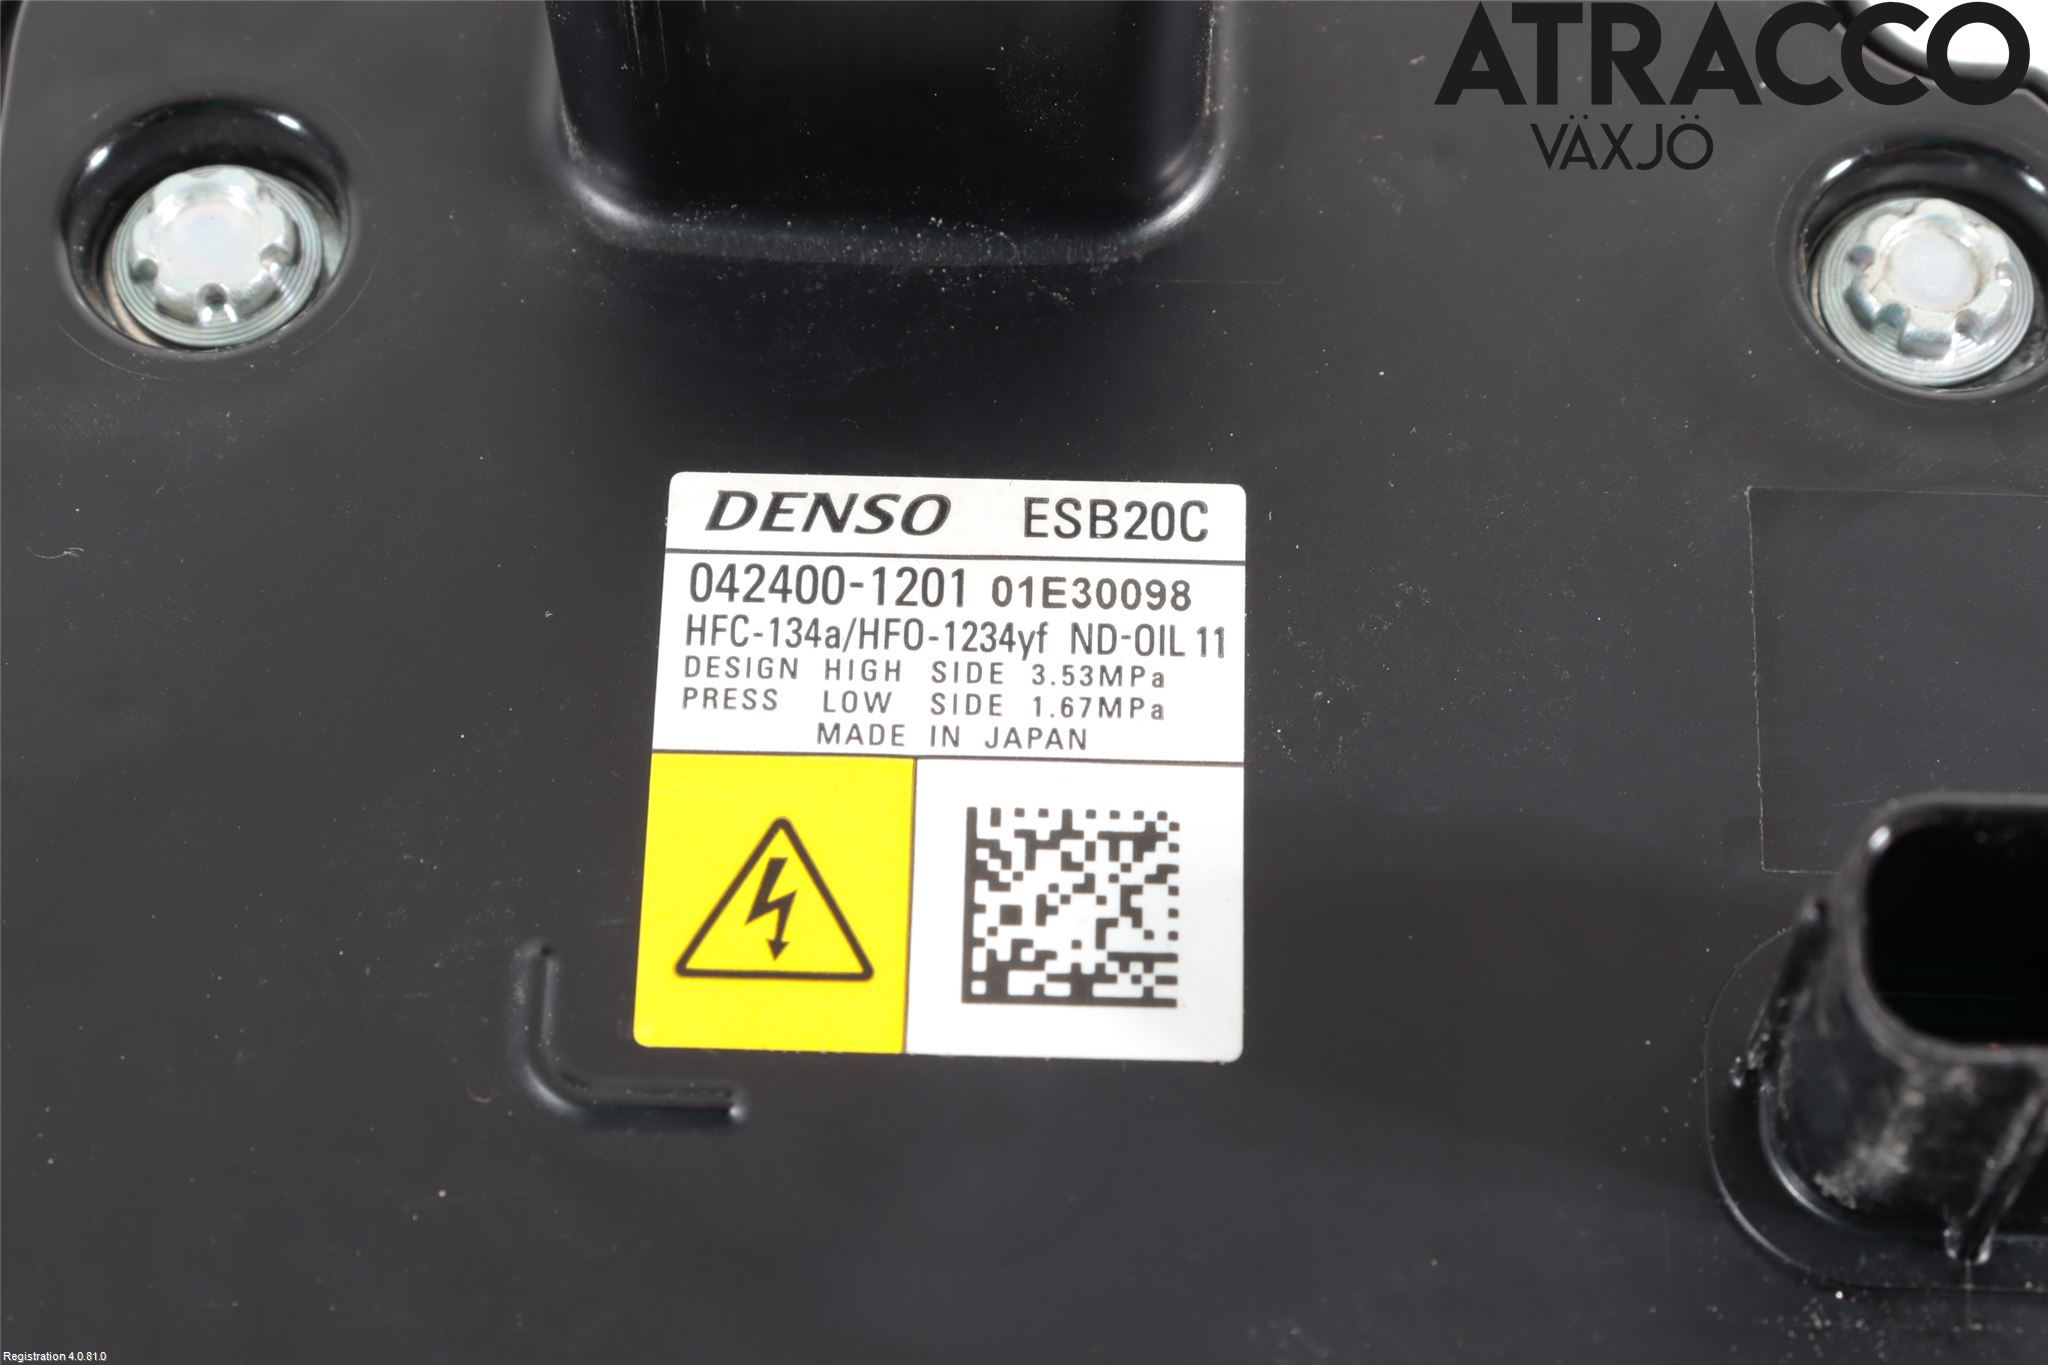 ATRACCO
VÄXJÖ
DENSO ESB20C
042400-1201 01E30098
HFC-134a/HFO-1234yf ND-OIL 11
DESIGN HIGH SIDE 3.53MPa
PRESS LOW SIDE 1.67MPa
MADE IN JAPAN
Registration 4.0.81.0